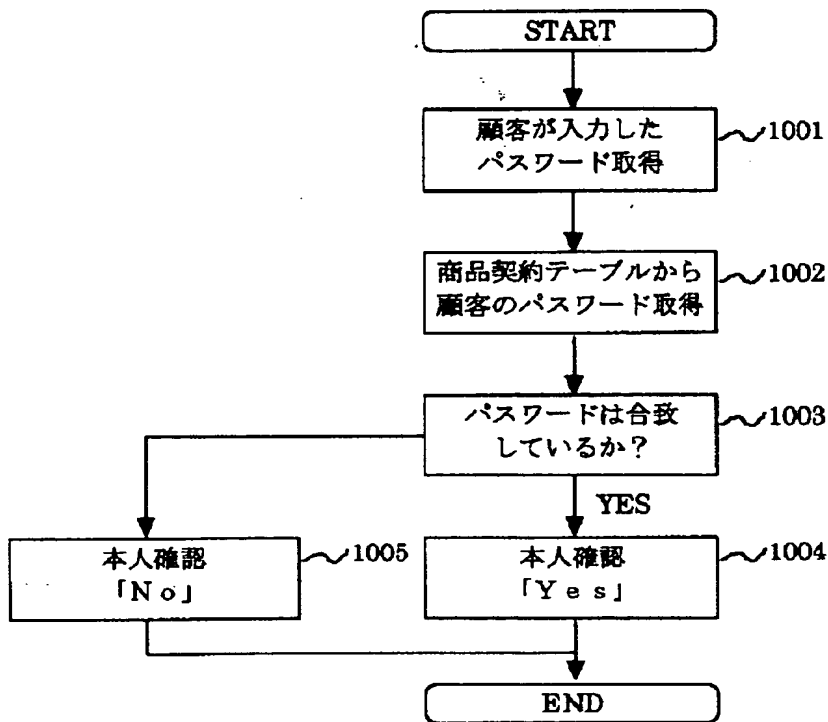 START
顧客が入力した
パスワード取得
1001
商品契約テーブルから
顧客のパスワード取得
1002
パスワードは合致
しているか？
1003
YES
本人確認
「Ｎｏ」
1005
本人確認
「Ｙｅｓ」
1004
END